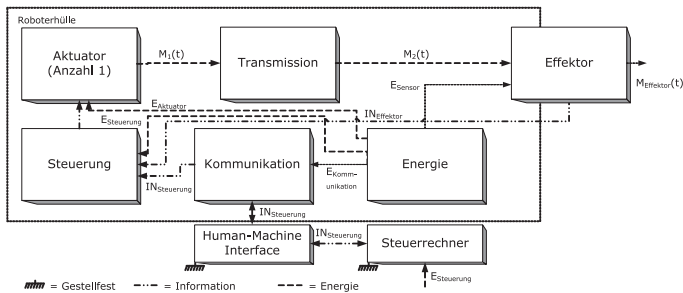 Roboterhülle
Aktuator
(Anzahl 1)
M1(t)
Transmission
M2(t)
Effektor
MEffektor(t)
ESensor
EAktuator
ESteuerung
INEffektor
Steuerung
Kommunikation
Energie
INSteuerung
EKomm-
unikation
INSteuerung
Human-Machine
Interface
INSteuerung
Steuerrechner
ESteuerung
= Gestellfest
= Information
= Energie